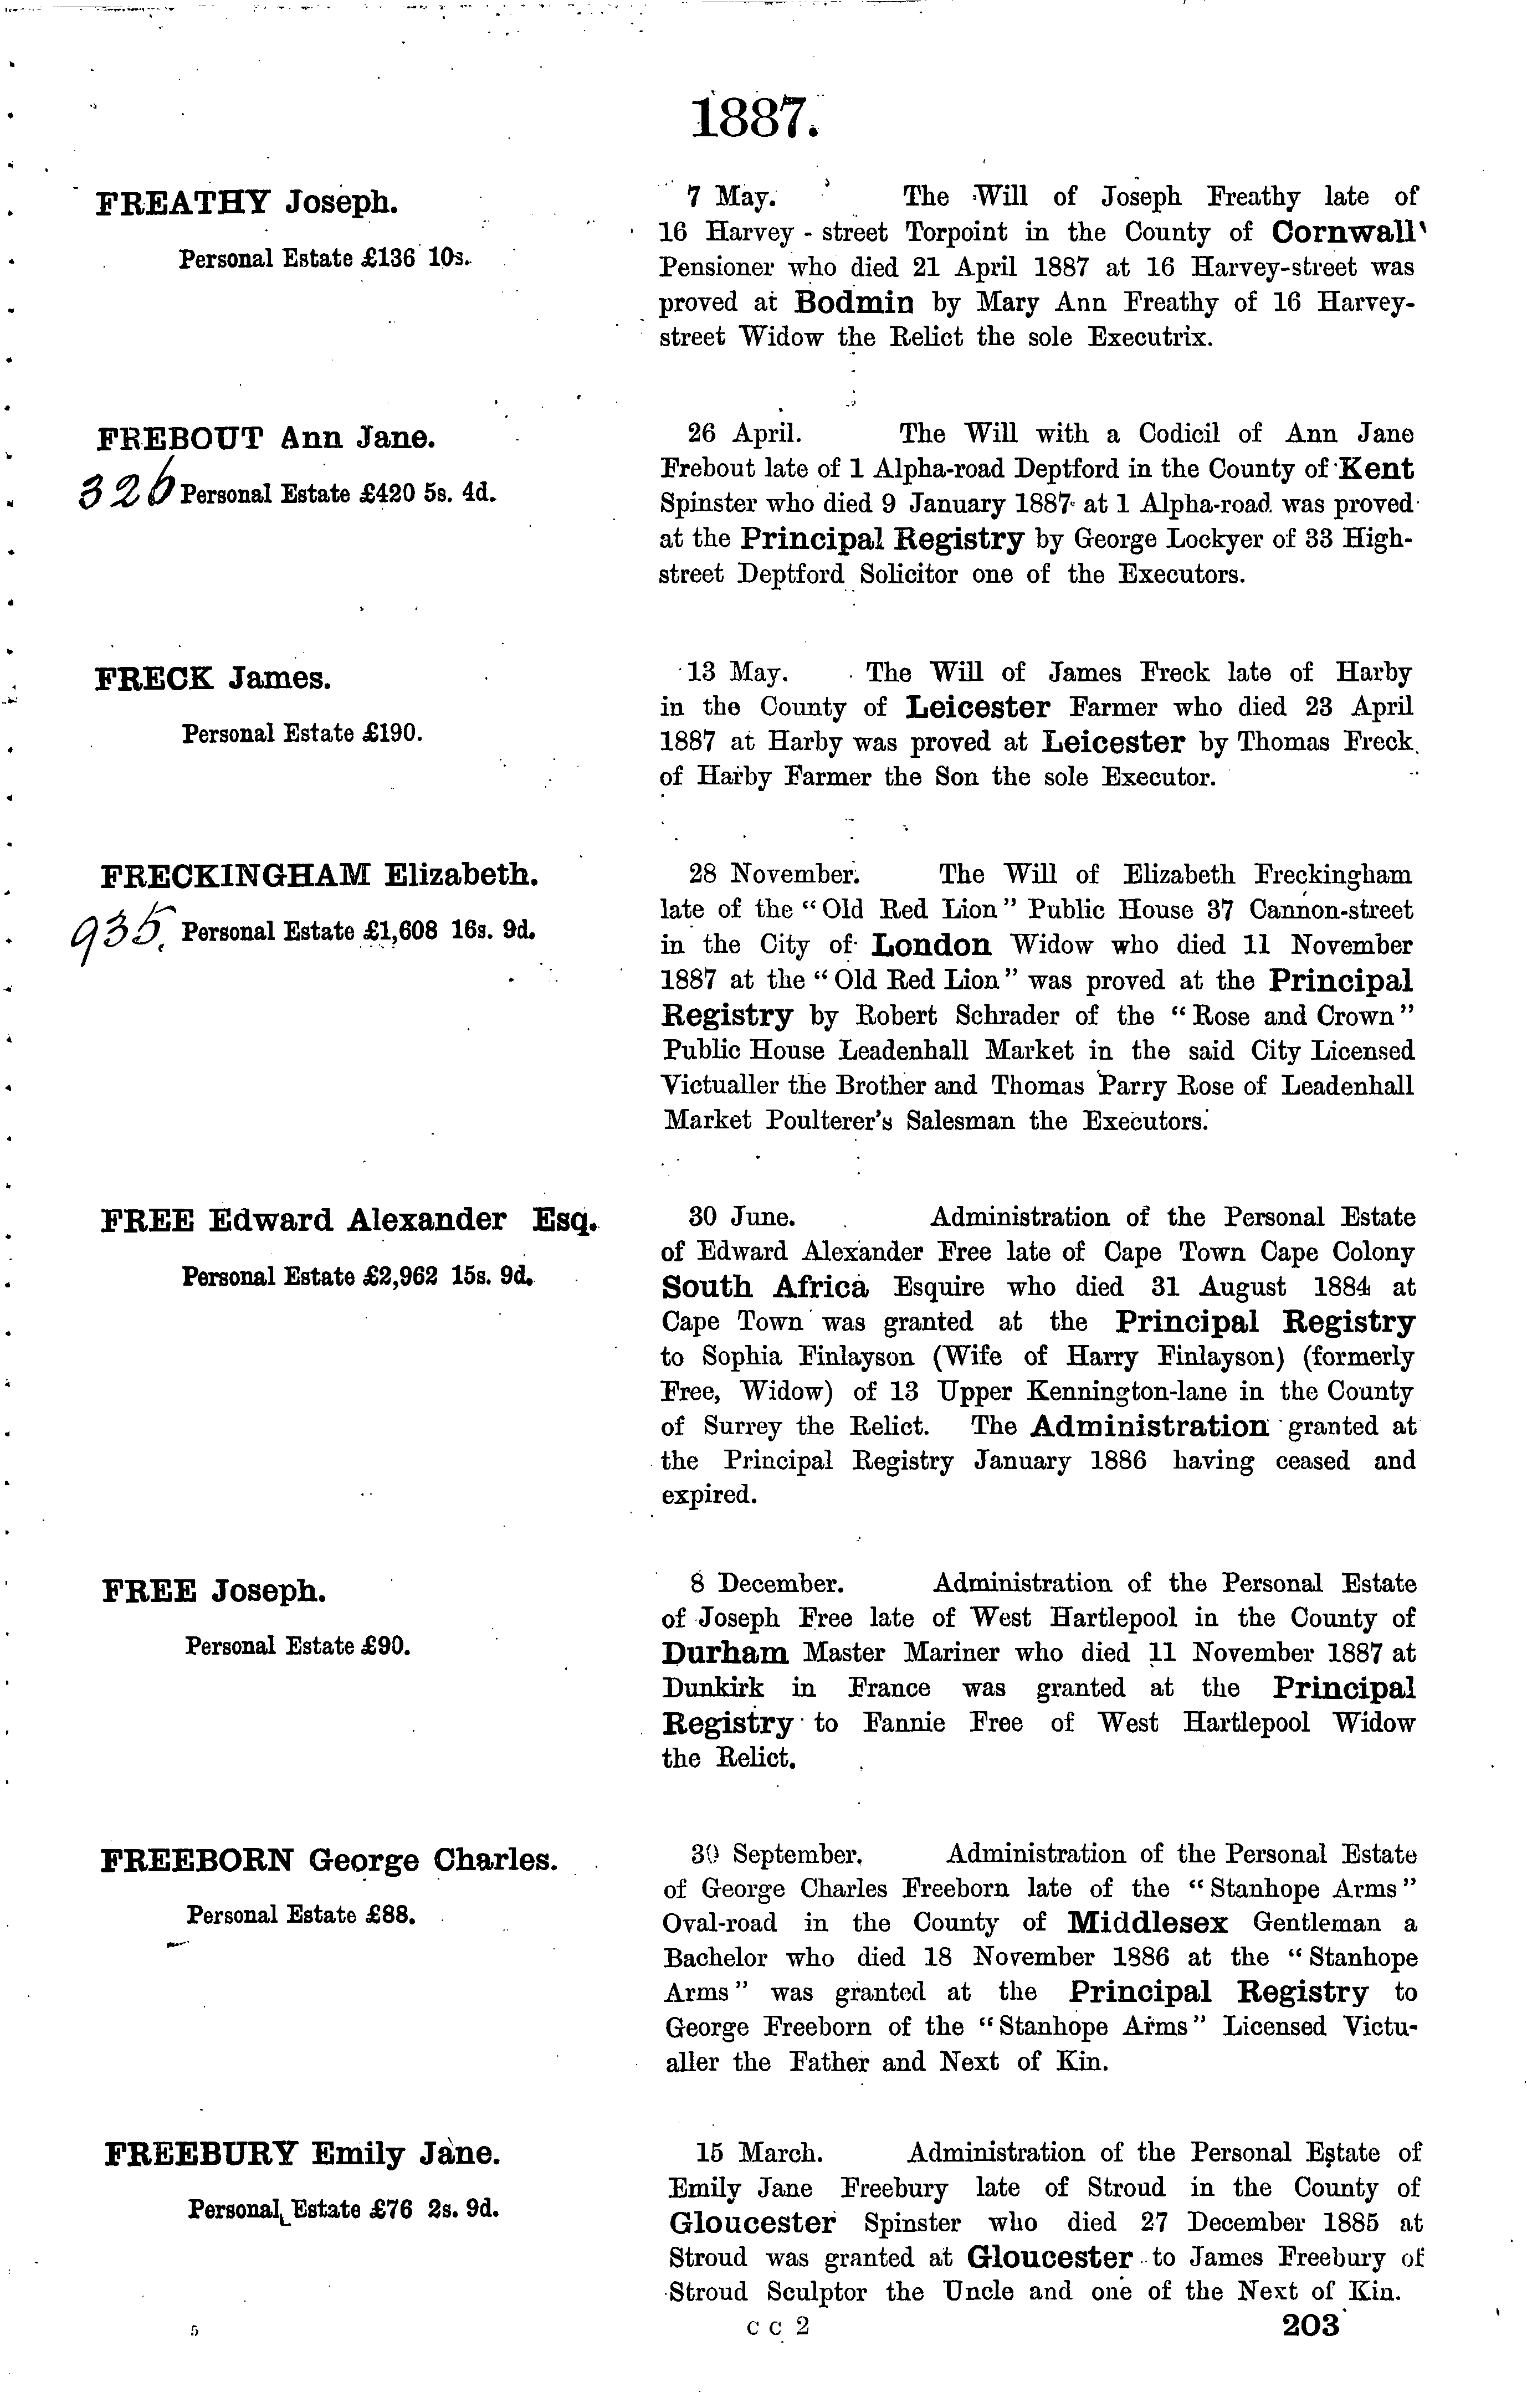 1887.
FREATHY Joseph.
Personal Estate £136 10s.
7 May. The Will of Joseph Freathy late of
16 Harvey - street Torpoint in the County of Cornwall
Pensioner who died 21 April 1887 at 16 Harvey-street was
proved at Bodmin by Mary Ann Freathy of 16 Harvey-
street Widow the Relict the sole Executrix.
FREBOUT Ann Jane.
326 Personal Estate £420 5s. 4d.
26 April. The Will with a Codicil of Ann Jane
Frebout late of 1 Alpha-road Deptford in the County of Kent
Spinster who died 9 January 1887 at 1 Alpha-road was proved
at the Principal Registry by George Lockyer of 33 High-
street Deptford Solicitor one of the Executors.
FRECK James.
Personal Estate £190.
13 May. The Will of James Freck late of Harby
in the County of Leicester Farmer who died 23 April
1887 at Harby was proved at Leicester by Thomas Freck
of Harby Farmer the Son the sole Executor.
FRECKINGHAM Elizabeth.
935. Personal Estate £1,608 16s. 9d.
28 November. The Will of Elizabeth Freckingham
late of the "Old Red Lion" Public House 37 Cannon-street
in the City of London Widow who died 11 November
1887 at the "Old Red Lion" was proved at the Principal
Registry by Robert Schrader of the "Rose and Crown"
Public House Leadenhall Market in the said City Licensed
Victualler the Brother and Thomas Parry Rose of Leadenhall
Market Poulterer's Salesman the Executors.
FREE Edward Alexander Esq.
Personal Estate £2,962 15s. 9d.
30 June. Administration of the Personal Estate
of Edward Alexander Free late of Cape Town Cape Colony
South Africa Esquire who died 31 August 1884 at
Cape Town was granted at the Principal Registry
to Sophia Finlayson (Wife of Harry Finlayson) (formerly
Free, Widow) of 13 Upper Kennington-lane in the County
of Surrey the Relict. The Administration granted at
the Principal Registry January 1886 having ceased and
expired.
FREE Joseph.
Personal Estate £90.
8 December. Administration of the Personal Estate
of Joseph Free late of West Hartlepool in the County of
Durham Master Mariner who died 11 November 1887 at
Dunkirk in France was granted at the Principal
Registry to Fannie Free of West Hartlepool Widow
the Relict.
FREEBORN George Charles.
Personal Estate £88.
30 September. Administration of the Personal Estate
of George Charles Freeborn late of the "Stanhope Arms"
Oval-road in the County of Middlesex Gentleman a
Bachelor who died 18 November 1886 at the "Stanhope
Arms" was granted at the Principal Registry to
George Freeborn of the "Stanhope Arms" Licensed Victu-
aller the Father and Next of Kin.
FREEBURY Emily Jane.
Personal Estate £76 2s. 9d.
15 March. Administration of the Personal Estate of
Emily Jane Freebury late of Stroud in the County of
Gloucester Spinster who died 27 December 1885 at
Stroud was granted at Gloucester to James Freebury of
Stroud Sculptor the Uncle and one of the Next of Kin.
5 C C 2 203